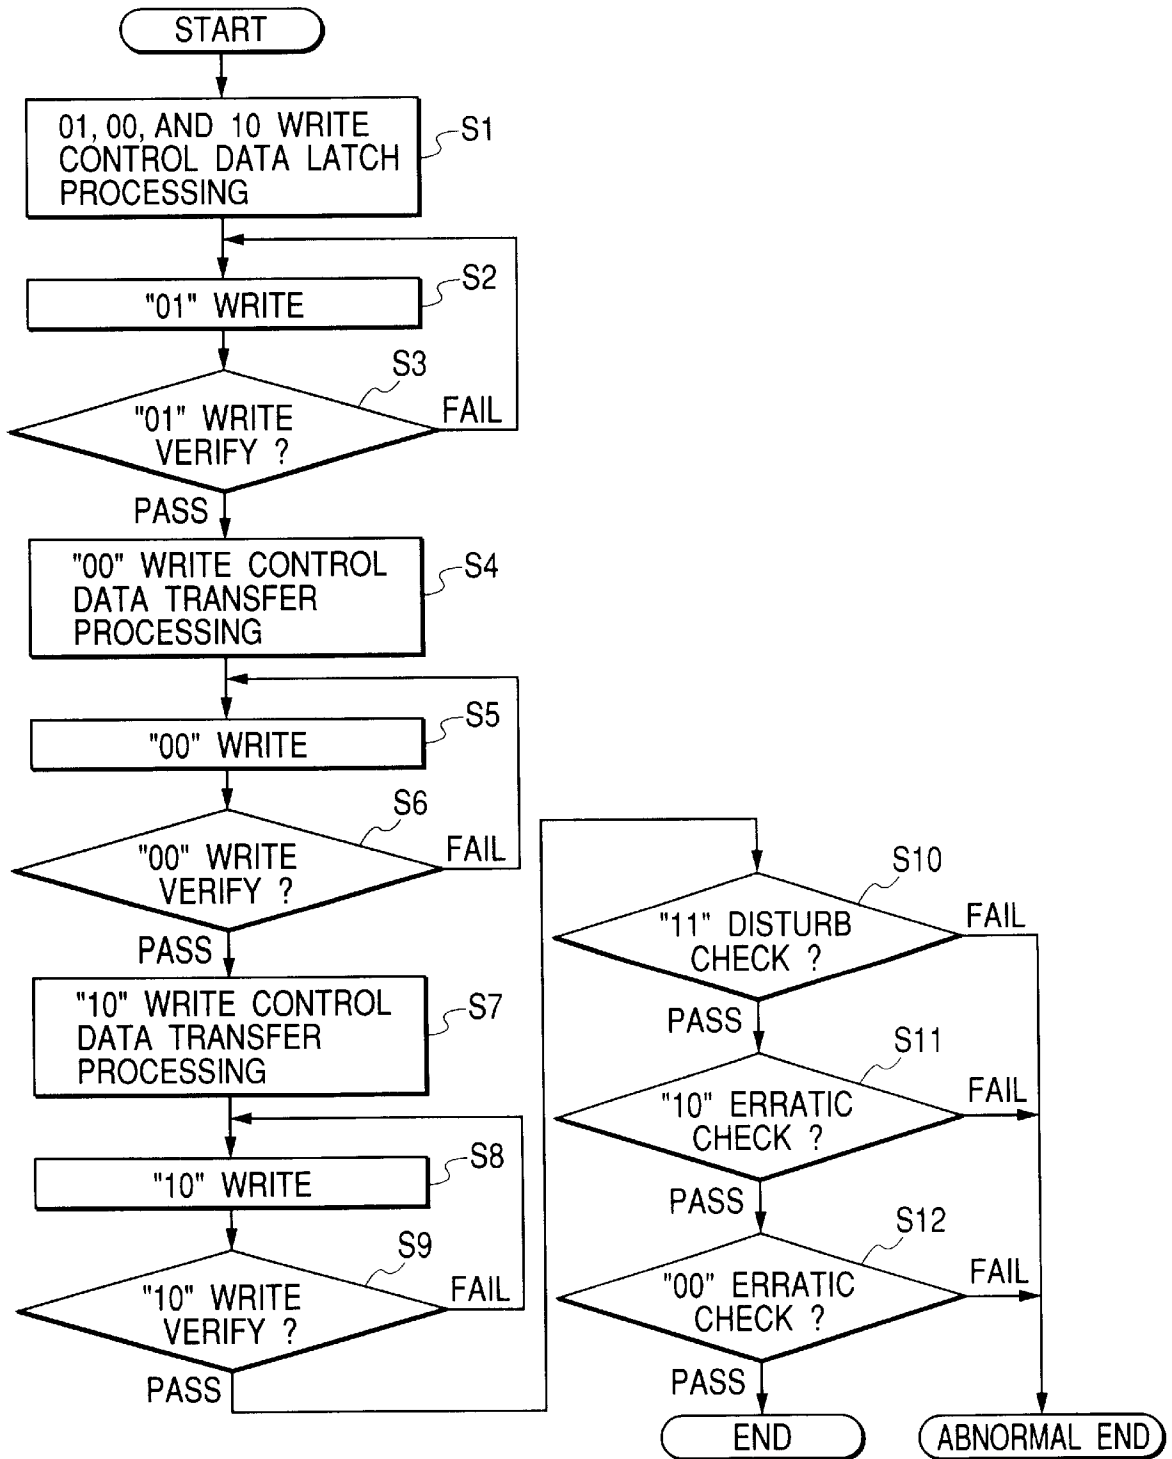 START
01, 00, AND 10 WRITE
CONTROL DATA LATCH
PROCESSING
S1
"01" WRITE
S2
"01" WRITE
VERIFY ?
S3
FAIL
PASS
"00" WRITE CONTROL
DATA TRANSFER
PROCESSING
S4
"00" WRITE
S5
"00" WRITE
VERIFY ?
S6
FAIL
PASS
"10" WRITE CONTROL
DATA TRANSFER
PROCESSING
S7
"10" WRITE
S8
"10" WRITE
VERIFY ?
S9
FAIL
PASS
"11" DISTURB
CHECK ?
S10
FAIL
PASS
"10" ERRATIC
CHECK ?
S11
FAIL
PASS
"00" ERRATIC
CHECK ?
S12
FAIL
PASS
END
ABNORMAL END